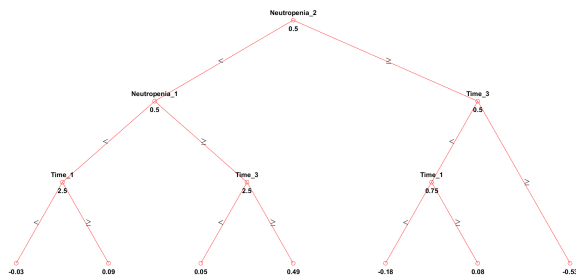 Neutropenia_2
0.5
< ≥
Neutropenia_1 Time_3
0.5 0.5
< ≥ < ≥
Time_1 Time_3 Time_1
2.5 2.5 0.75
< ≥ < ≥ < ≥
-0.03 0.09 0.05 0.49 -0.18 0.08